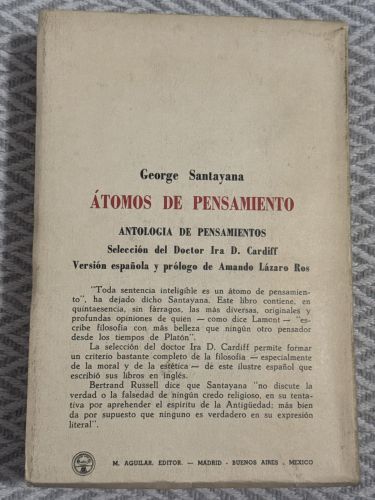 George Santayana
ÁTOMOS DE PENSAMIENTO
ANTOLOGIA DE PENSAMIENTOS
Selección del Doctor Ira D. Cardiff
Versión española y prólogo de Amando Lázaro Ros
"Toda sentencia inteligible es un átomo de pensamien-
to", ha dejado dicho Santayana. Este libro contiene, en
quintaesencia, sin fárragos, las más diversas, originales y
profundas opiniones de quien — como dice Lamont — "es-
cribe filosofía con más belleza que ningún otro pensador
desde los tiempos de Platón".
La selección del doctor Ira D. Cardiff permite formar
un criterio bastante completo de la filosofía — especialmente
de la moral y de la estética — de este ilustre español que
escribió sus libros en inglés.
Bertrand Russell dice que Santayana "no discute la
verdad o la falsedad de ningún credo religioso, en su tenta-
tiva por aprehender el espíritu de la Antigüedad; más bien
da por supuesto que ninguno es verdadero en su expresión
literal".
M. AGUILAR, EDITOR. — MADRID - BUENOS AIRES - MEXICO